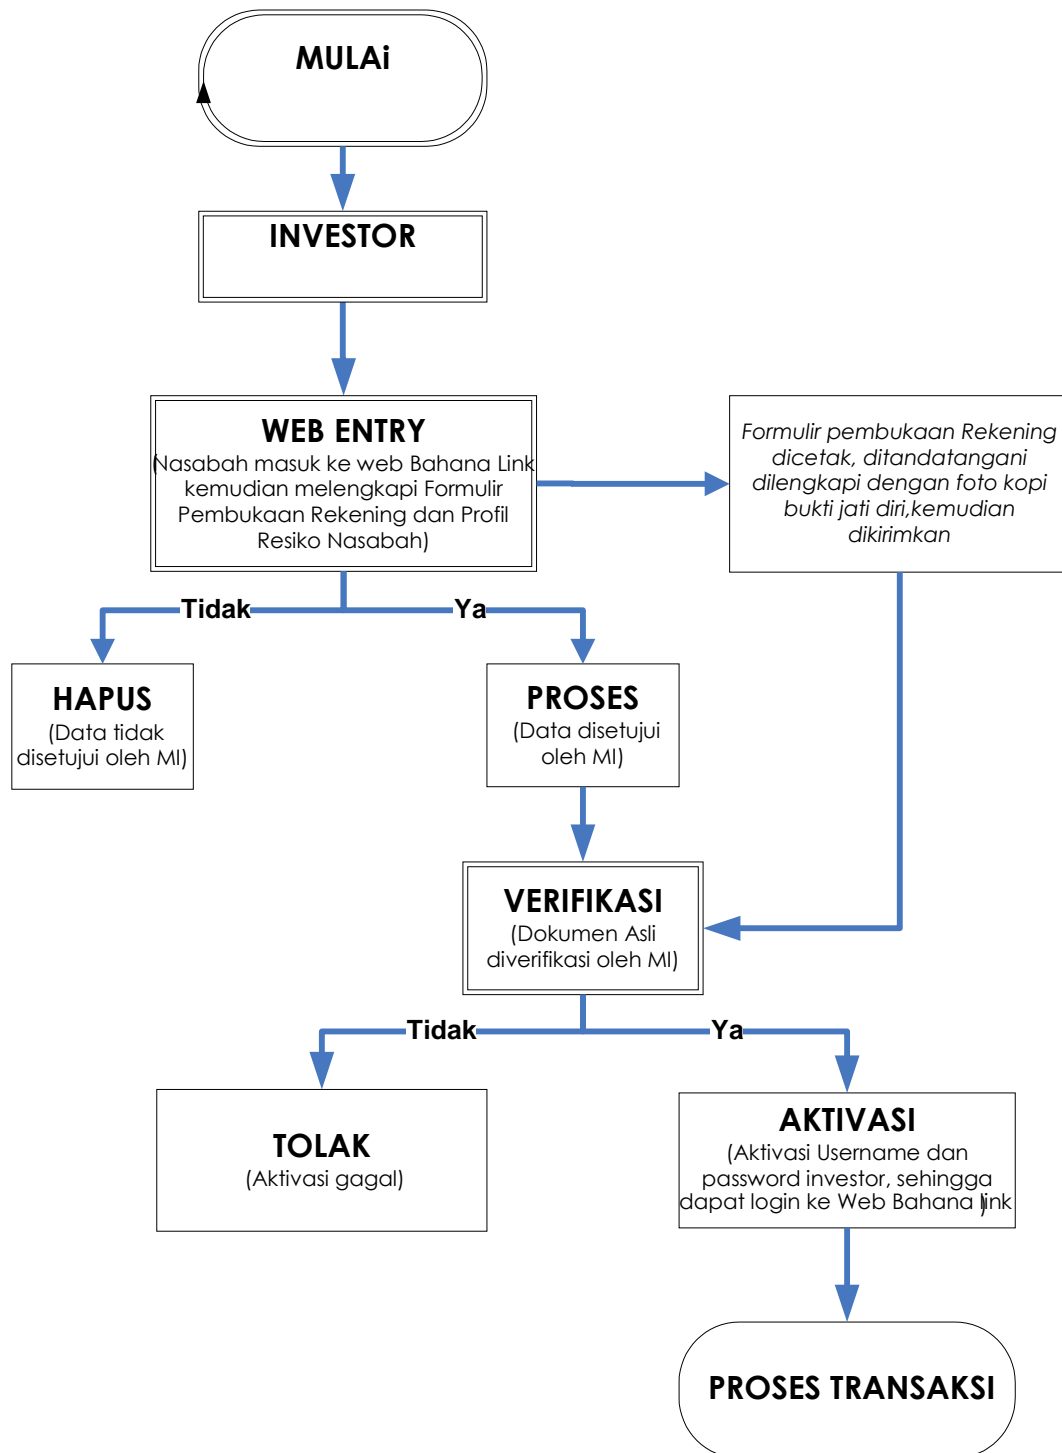 MULAi
INVESTOR
WEB ENTRY
(Nasabah masuk ke web Bahana Link
kemudian melengkapi Formulir
Pembukaan Rekening dan Profil
Resiko Nasabah)
Formulir pembukaan Rekening
dicetak, ditandatangani
dilengkapi dengan foto kopi
bukti jati diri,kemudian
dikirimkan
Tidak
Ya
HAPUS
(Data tidak
disetujui oleh MI)
PROSES
(Data disetujui
oleh MI)
VERIFIKASI
(Dokumen Asli
diverifikasi oleh MI)
Tidak
Ya
TOLAK
(Aktivasi gagal)
AKTIVASI
(Aktivasi Username dan
password investor, sehingga
dapat login ke Web Bahana link)
PROSES TRANSAKSI